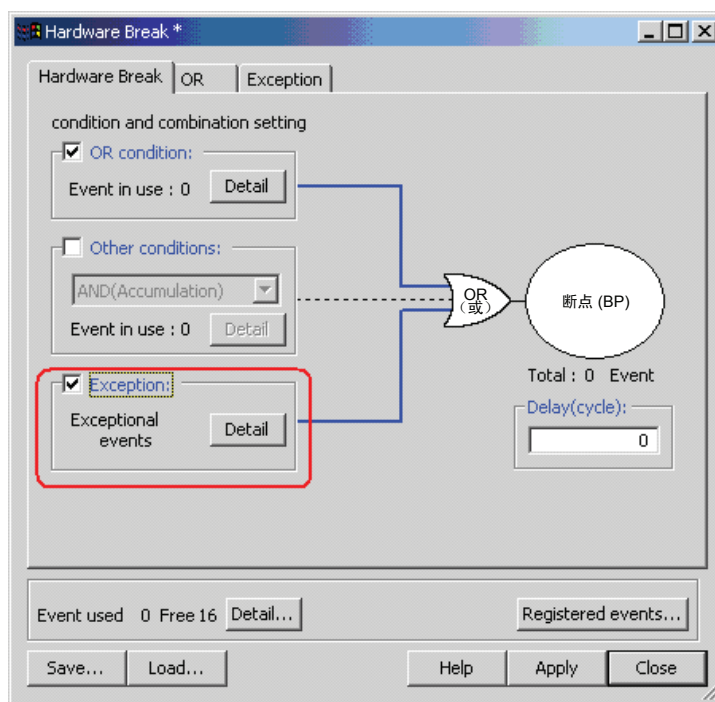 Hardware Break *
Hardware Break OR Exception
condition and combination setting
OR condition:
Event in use : 0 Detail
Other conditions:
AND(Accumulation)
Event in use : 0 Detail
OR
（或）
断点 (BP)
Total : 0 Event
Delay(cycle):
0
Exception:
Exceptional
events
Detail
Event used 0 Free 16 Detail... Registered events...
Save... Load... Help Apply Close